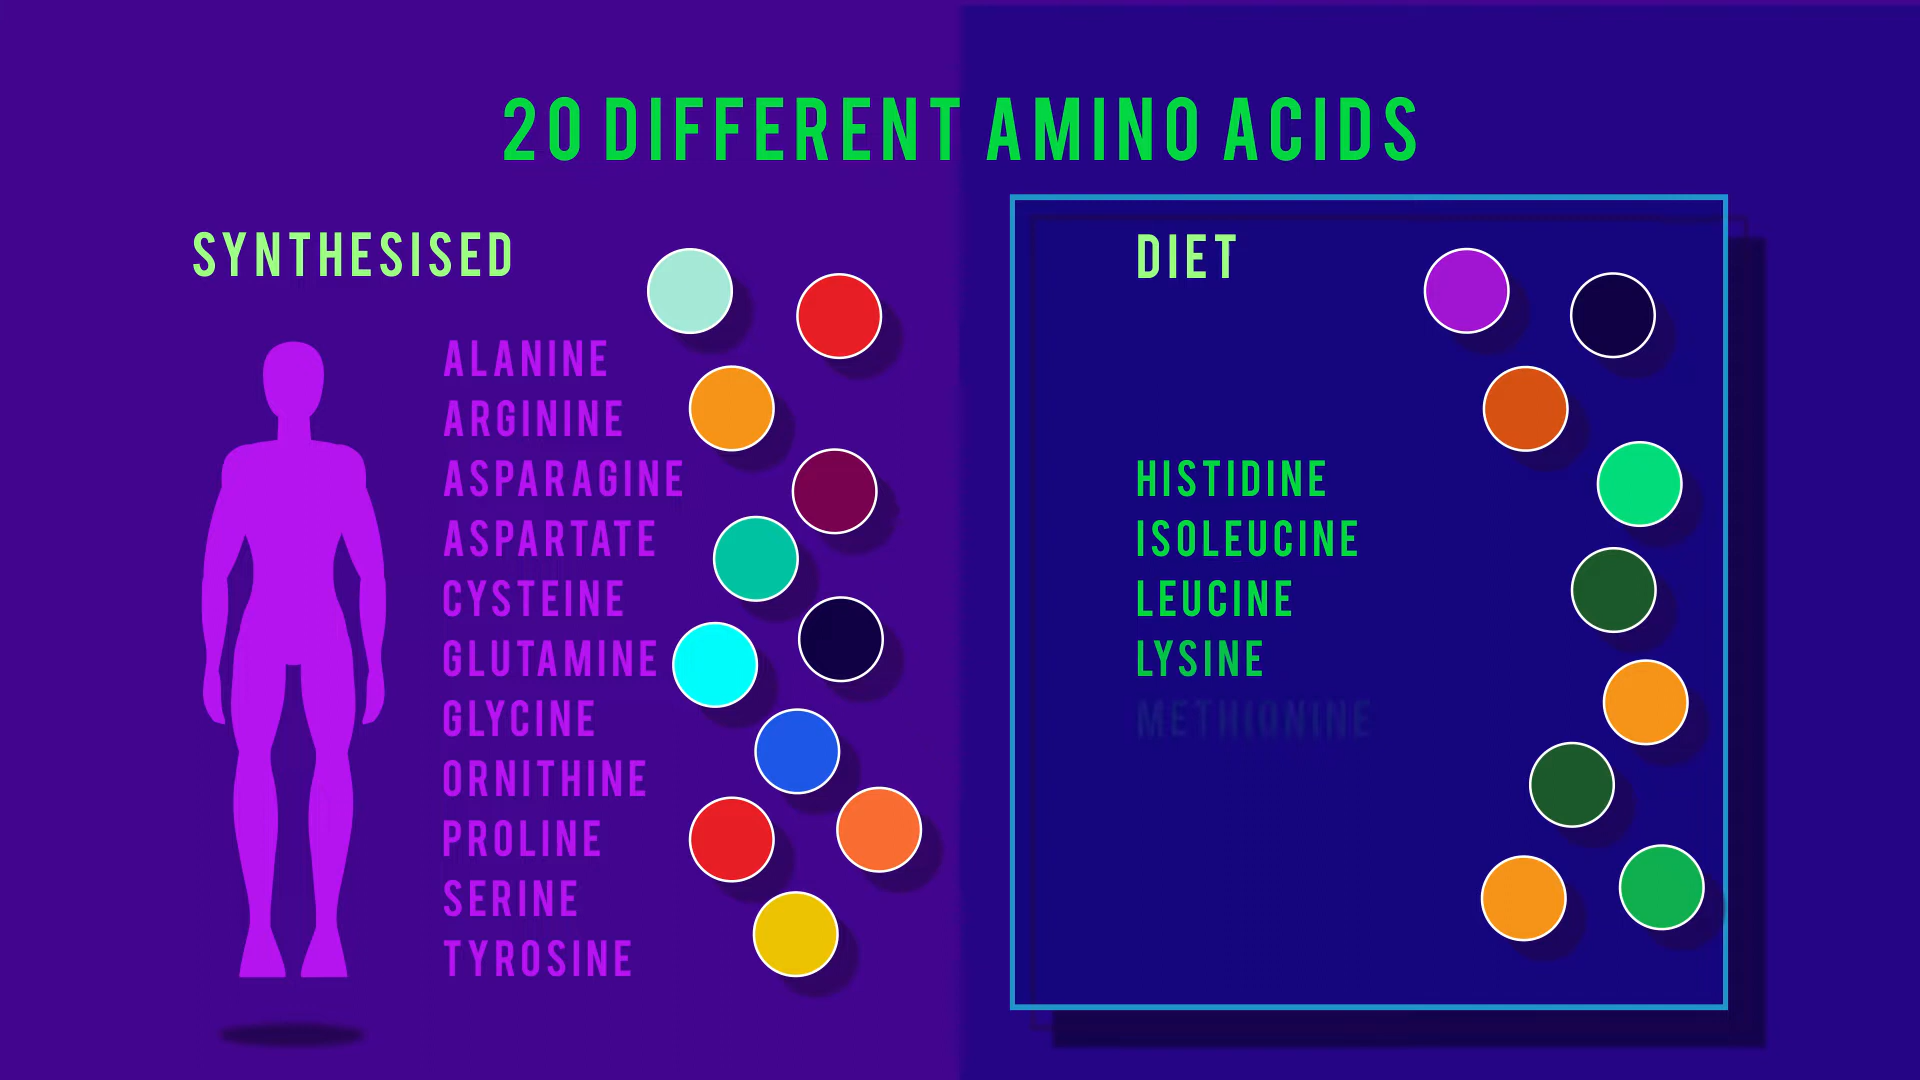 20 DIFFERENT AMINO ACIDS
SYNTHESISED
ALANINE
ARGININE
ASPARAGINE
ASPARTATE
CYSTEINE
GLUTAMINE
GLYCINE
ORNITHINE
PROLINE
SERINE
TYROSINE
DIET
HISTIDINE
ISOLEUCINE
LEUCINE
LYSINE
METHIONINE